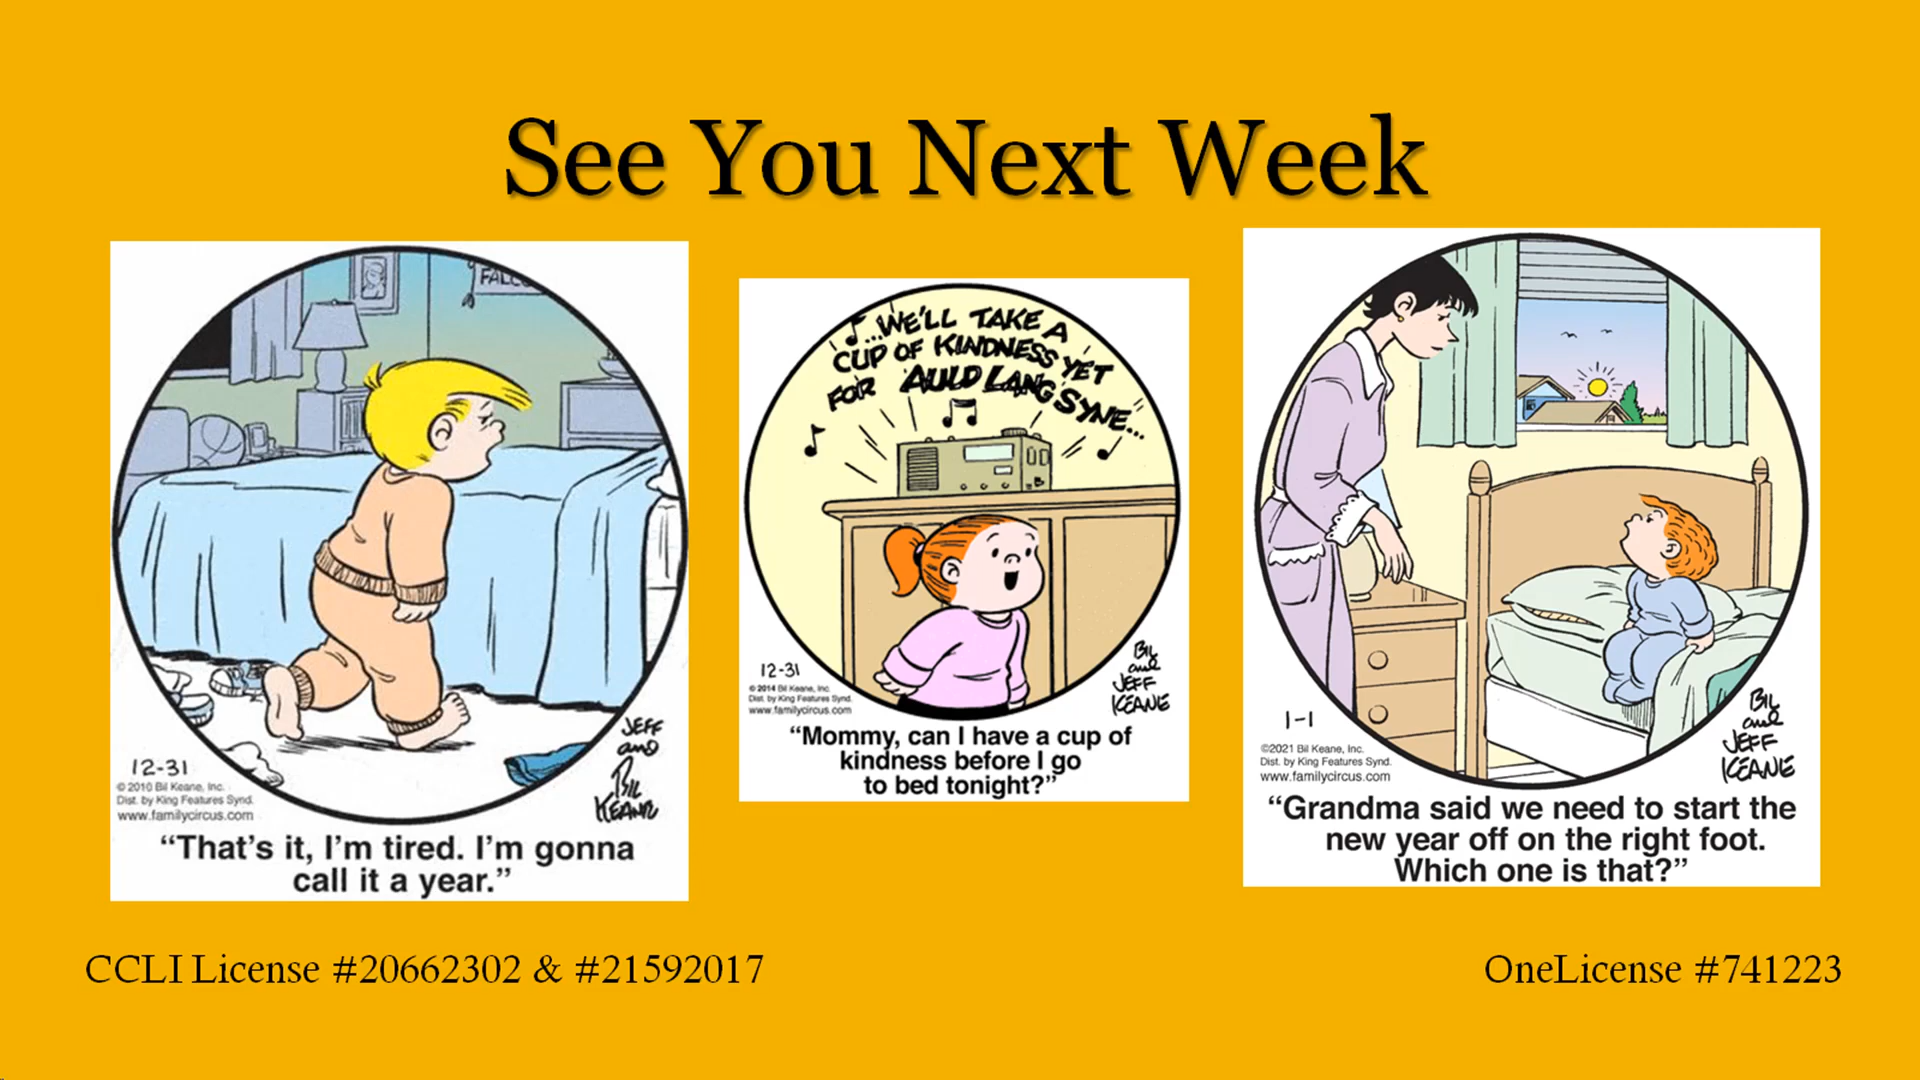 See You Next Week
FALC
12-31
© 2010 Bil Keane, Inc.
Dist. by King Features Synd.
www.familycircus.com
JEFF
and
BIL
KEANE
"That's it, I'm tired. I'm gonna
call it a year."
...WE'LL TAKE A
CUP OF KINDNESS YET
FOR AULD LANG SYNE...
12-31
© 2014 Bil Keane, Inc.
Dist. by King Features Synd.
www.familycircus.com
BIL
and
JEFF
KEANE
"Mommy, can I have a cup of
kindness before I go
to bed tonight?"
1-1
©2021 Bil Keane, Inc.
Dist. by King Features Synd.
www.familycircus.com
BIL
and
JEFF
KEANE
"Grandma said we need to start the
new year off on the right foot.
Which one is that?"
CCLI License #20662302 & #21592017
OneLicense #741223